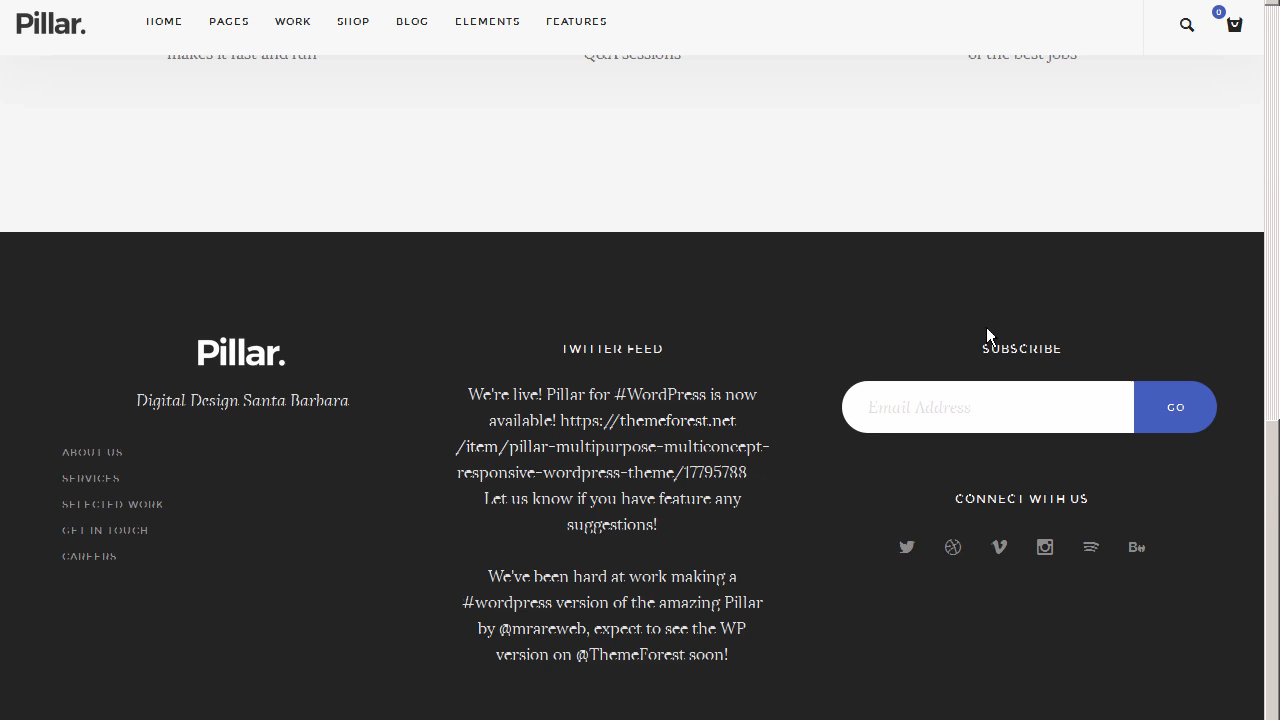 Pillar.
HOME PAGES WORK SHOP BLOG ELEMENTS FEATURES
0
makes it fast and fun
Q&A sessions
of the best jobs
Pillar.
Digital Design Santa Barbara
ABOUT US
SERVICES
SELECTED WORK
GET IN TOUCH
CAREERS
TWITTER FEED
We're live! Pillar for #WordPress is now
available! https://themeforest.net
/item/pillar-multipurpose-multiconcept-
responsive-wordpress-theme/17795788
Let us know if you have feature any
suggestions!
We've been hard at work making a
#wordpress version of the amazing Pillar
by @mrareweb, expect to see the WP
version on @ThemeForest soon!
SUBSCRIBE
Email Address
GO
CONNECT WITH US
Bē